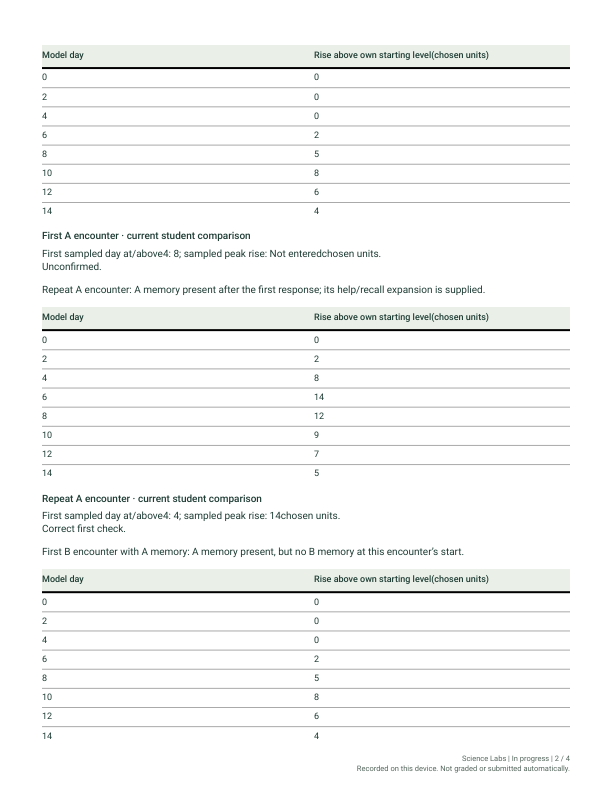 Model day Rise above own starting level(chosen units)
0 0
2 0
4 0
6 2
8 5
10 8
12 6
14 4
First A encounter · current student comparison
First sampled day at/above4: 8; sampled peak rise: Not enteredchosen units.
Unconfirmed.
Repeat A encounter: A memory present after the first response; its help/recall expansion is supplied.
Model day Rise above own starting level(chosen units)
0 0
2 2
4 8
6 14
8 12
10 9
12 7
14 5
Repeat A encounter · current student comparison
First sampled day at/above4: 4; sampled peak rise: 14chosen units.
Correct first check.
First B encounter with A memory: A memory present, but no B memory at this encounter's start.
Model day Rise above own starting level(chosen units)
0 0
2 0
4 0
6 2
8 5
10 8
12 6
14 4
Science Labs | In progress | 2 / 4
Recorded on this device. Not graded or submitted automatically.